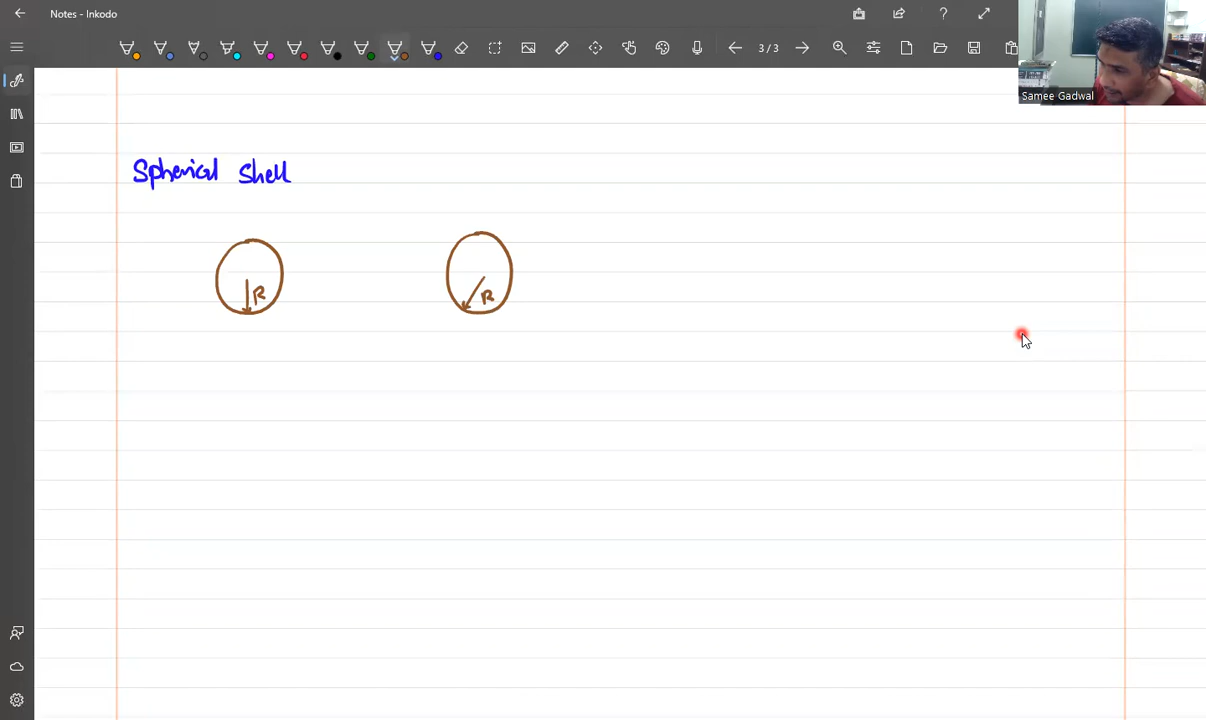 Notes - Inkodo
3/3
Samee Gadwal
Spherical Shell
R
R